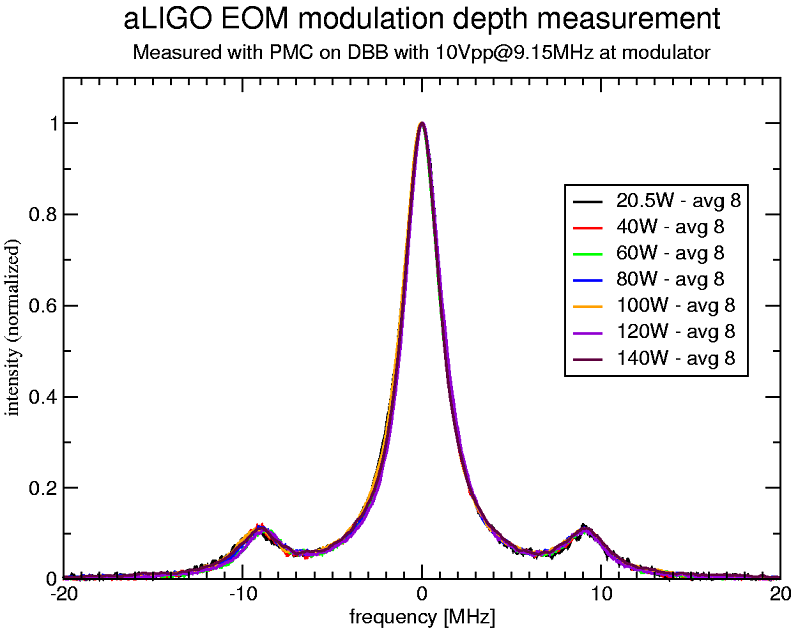 aLIGO EOM modulation depth measurement
Measured with PMC on DBB with 10Vpp@9.15MHz at modulator
1
0.8
0.6
0.4
0.2
0
intensity (normalized)
20.5W - avg 8
40W - avg 8
60W - avg 8
80W - avg 8
100W - avg 8
120W - avg 8
140W - avg 8
-20
-10
0
10
20
frequency [MHz]